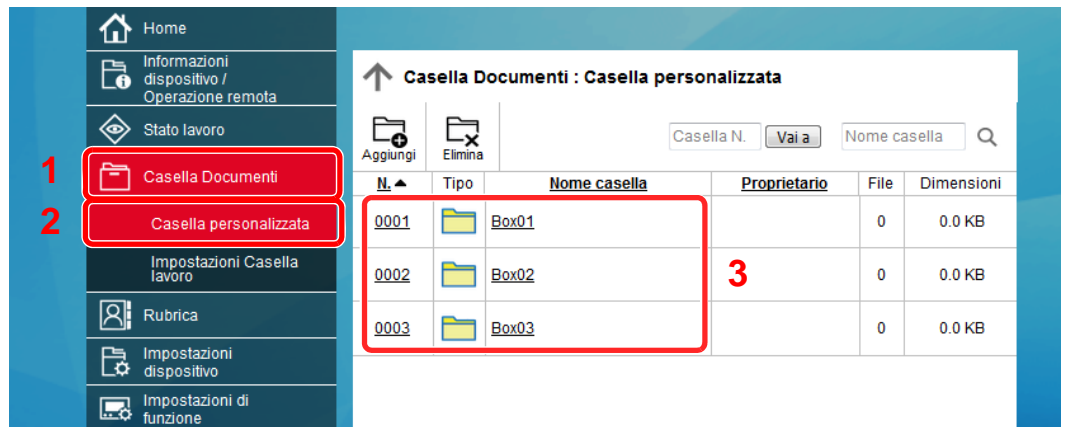 Home
Informazioni
dispositivo /
Operazione remota
Stato lavoro
1
Casella Documenti
2
Casella personalizzata
Impostazioni Casella
lavoro
Rubrica
Impostazioni
dispositivo
Impostazioni di
funzione
Casella Documenti : Casella personalizzata
Aggiungi
Elimina
Casella N.
Vai a
Nome casella
N. Tipo Nome casella Proprietario File Dimensioni
0001 Box01 0 0.0 KB
0002 Box02 0 0.0 KB
3
0003 Box03 0 0.0 KB